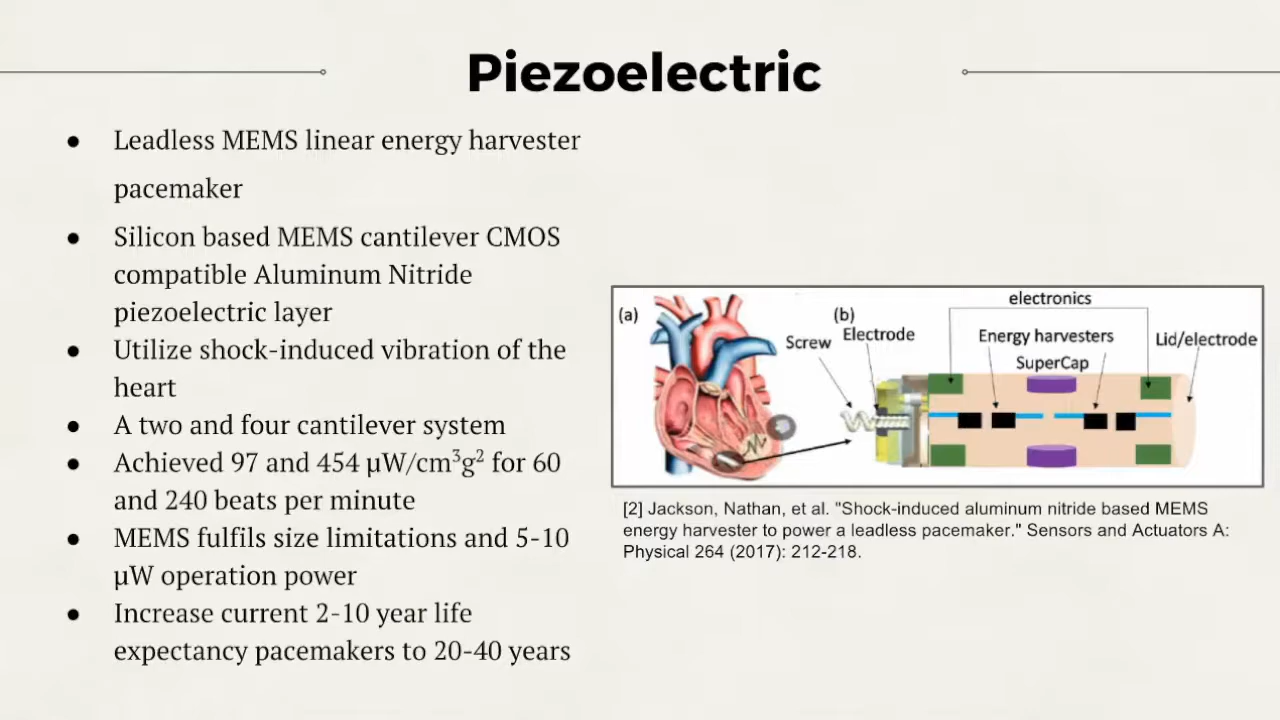 Piezoelectric
● Leadless MEMS linear energy harvester
pacemaker
● Silicon based MEMS cantilever CMOS
compatible Aluminum Nitride
piezoelectric layer
● Utilize shock-induced vibration of the
heart
● A two and four cantilever system
● Achieved 97 and 454 μW/cm³g² for 60
and 240 beats per minute
● MEMS fulfils size limitations and 5-10
μW operation power
● Increase current 2-10 year life
expectancy pacemakers to 20-40 years
(a)
(b)
electronics
Screw
Electrode
Energy harvesters
SuperCap
Lid/electrode
[2] Jackson, Nathan, et al. "Shock-induced aluminum nitride based MEMS
energy harvester to power a leadless pacemaker." Sensors and Actuators A:
Physical 264 (2017): 212-218.